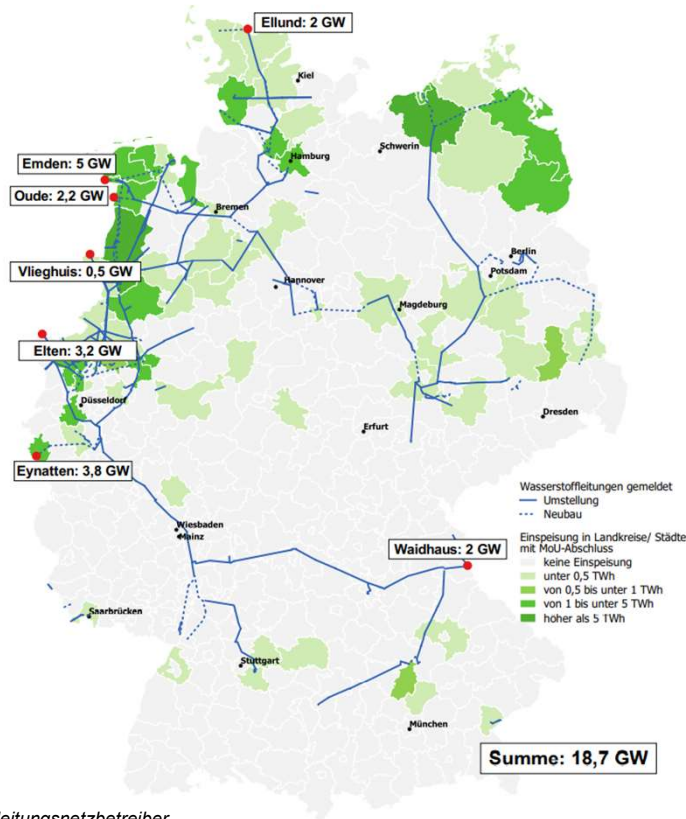 Ellund: 2 GW
Kiel
Schwerin
Hamburg
Emden: 5 GW
Oude: 2,2 GW
Bremen
Vlieghuis: 0,5 GW
Berlin
Potsdam
Hannover
Magdeburg
Elten: 3,2 GW
Düsseldorf
Dresden
Erfurt
Eynatten: 3,8 GW
Wasserstoffleitungen gemeldet
Umstellung
Neubau
Wiesbaden
Mainz
Einspeisung in Landkreise/ Städte
mit MoU-Abschluss
keine Einspeisung
unter 0,5 TWh
von 0,5 bis unter 1 TWh
von 1 bis unter 5 TWh
hoher als 5 TWh
Waidhaus: 2 GW
Saarbrücken
Stuttgart
München
Summe: 18,7 GW
leitungsnetzbetreiber